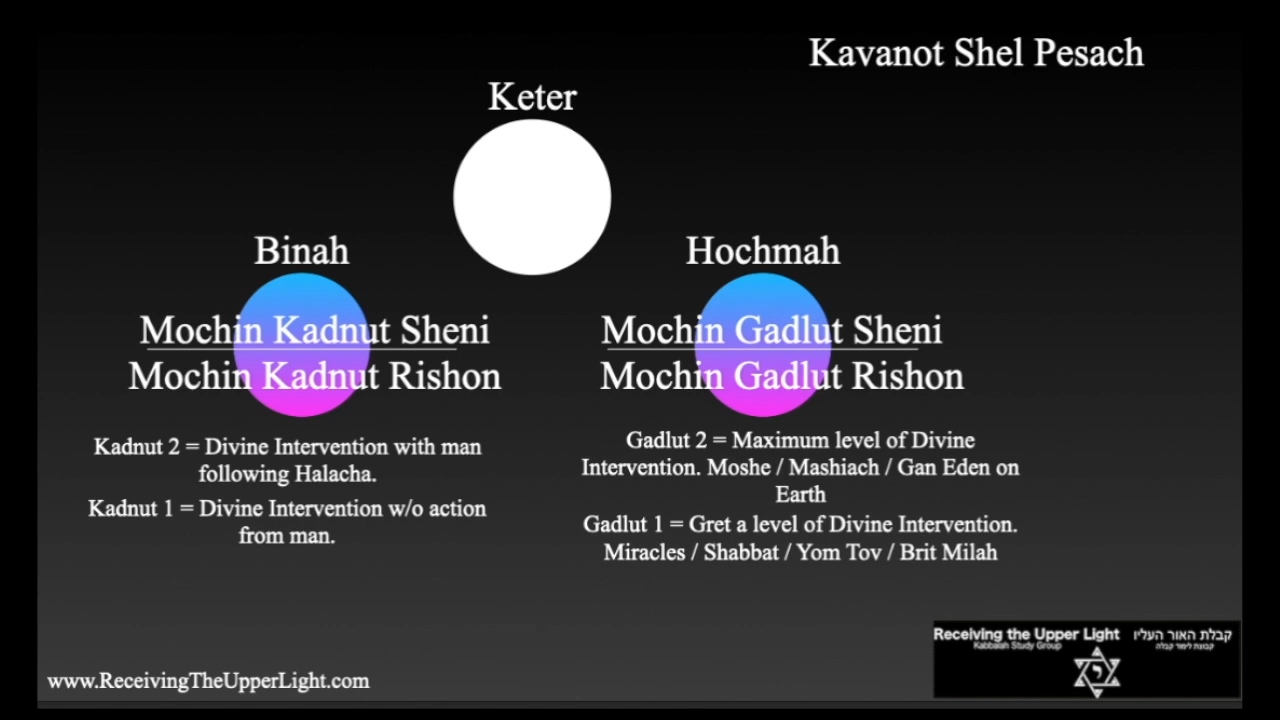 Kavanot Shel Pesach
Keter
Binah
Hochmah
Mochin Kadnut Sheni
Mochin Kadnut Rishon
Mochin Gadlut Sheni
Mochin Gadlut Rishon
Kadnut 2 = Divine Intervention with man
following Halacha.
Kadnut 1 = Divine Intervention w/o action
from man.
Gadlut 2 = Maximum level of Divine
Intervention. Moshe / Mashiach / Gan Eden on
Earth
Gadlut 1 = Gret a level of Divine Intervention.
Miracles / Shabbat / Yom Tov / Brit Milah
www.ReceivingTheUpperLight.com
Receiving the Upper Light
Kabbalah Study Group
קבלת האור העליו
קבוצת לימוד קבלה